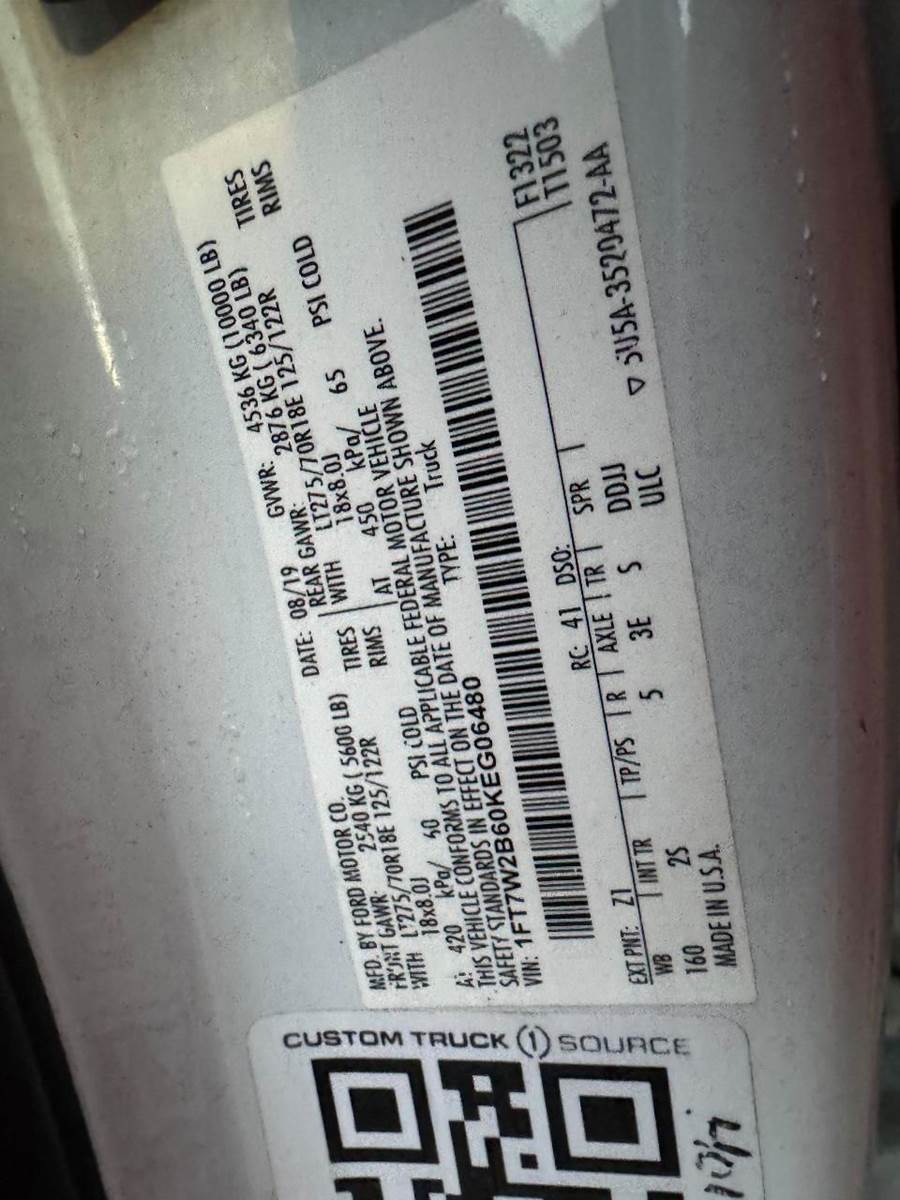 MFD. BY FORD MOTOR CO.
DATE: 08/19 GVWR: 4536 KG (10000 LB)
FRONT GAWR: 2540 KG ( 5600 LB) REAR GAWR: 2876 KG ( 6340 LB)
WITH LT275/70R18E 125/122R TIRES WITH LT275/70R18E 125/122R TIRES
18x8.0J RIMS 18x8.0J RIMS
420 kPa/ 60 PSI COLD AT 450 kPa/ 65 PSI COLD
THIS VEHICLE CONFORMS TO ALL APPLICABLE FEDERAL MOTOR VEHICLE
SAFETY STANDARDS IN EFFECT ON THE DATE OF MANUFACTURE SHOWN ABOVE.
VIN: 1FT7W2B60KEG06480 TYPE: Truck
F1322
T1503
EXT PNT: Z1 RC: 41 DSO:
WB INT TR TP/PS R AXLE TR SPR
160 2S 5 3E S DDJJ
MADE IN U.S.A. ULC
▽ 5U5A-3520472-AA
CUSTOM TRUCK (1) SOURCE